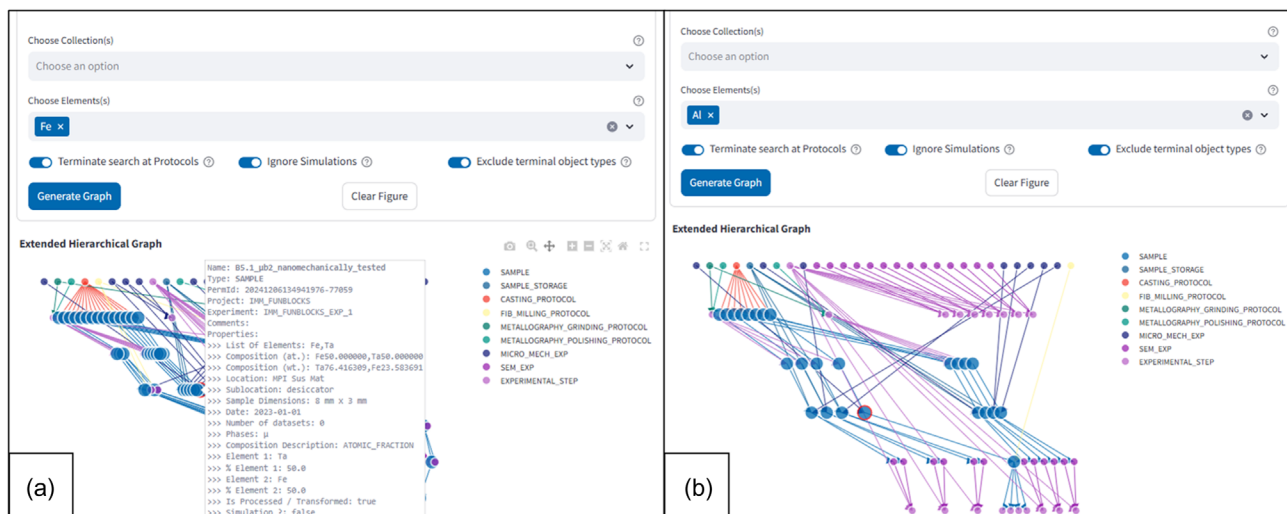 Choose Collection(s)
Choose an option
Choose Elements(s)
Fe ×
Terminate search at Protocols
Ignore Simulations
Exclude terminal object types
Generate Graph
Clear Figure
Extended Hierarchical Graph
Name: B5.1_μb2_nanomechanically_tested
Type: SAMPLE
PermId: 20241206134941976-77059
Project: IMM_FUNBLOCKS
Experiment: IMM_FUNBLOCKS_EXP_1
Comments:
Properties:
>>> List Of Elements: Fe,Ta
>>> Composition (at.): Fe50.000000,Ta50.000000
>>> Composition (wt.): Ta76.416309,Fe23.583691
>>> Location: MPI Sus Mat
>>> Sublocation: desiccator
>>> Sample Dimensions: 8 mm x 3 mm
>>> Date: 2023-01-01
>>> Number of datasets: 0
>>> Phases: μ
>>> Composition Description: ATOMIC_FRACTION
>>> Element 1: Ta
>>> % Element 1: 50.0
>>> Element 2: Fe
>>> % Element 2: 50.0
>>> Is Processed / Transformed: true
>>> Simulation ?: false
SAMPLE
SAMPLE_STORAGE
CASTING_PROTOCOL
FIB_MILLING_PROTOCOL
METALLOGRAPHY_GRINDING_PROTOCOL
METALLOGRAPHY_POLISHING_PROTOCOL
MICRO_MECH_EXP
SEM_EXP
EXPERIMENTAL_STEP
(a)
Choose Collection(s)
Choose an option
Choose Elements(s)
Al ×
Terminate search at Protocols
Ignore Simulations
Exclude terminal object types
Generate Graph
Clear Figure
Extended Hierarchical Graph
SAMPLE
SAMPLE_STORAGE
CASTING_PROTOCOL
FIB_MILLING_PROTOCOL
METALLOGRAPHY_GRINDING_PROTOCOL
METALLOGRAPHY_POLISHING_PROTOCOL
MICRO_MECH_EXP
SEM_EXP
EXPERIMENTAL_STEP
(b)